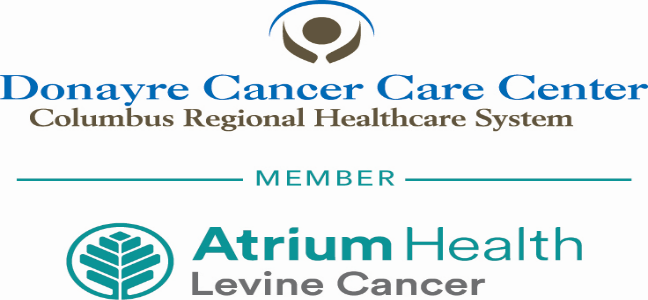 Donayre Cancer Care Center
Columbus Regional Healthcare System
MEMBER
Atrium Health
Levine Cancer